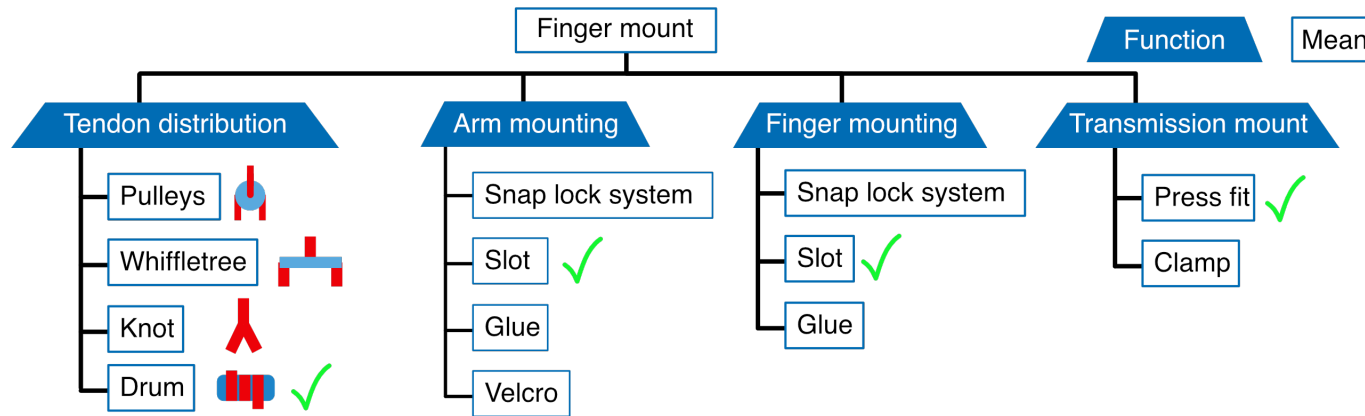 Finger mount
Function
Mean
Tendon distribution
Arm mounting
Finger mounting
Transmission mount
Pulleys
Whiffletree
Knot
Drum
Snap lock system
Slot
Glue
Velcro
Snap lock system
Slot
Glue
Press fit
Clamp